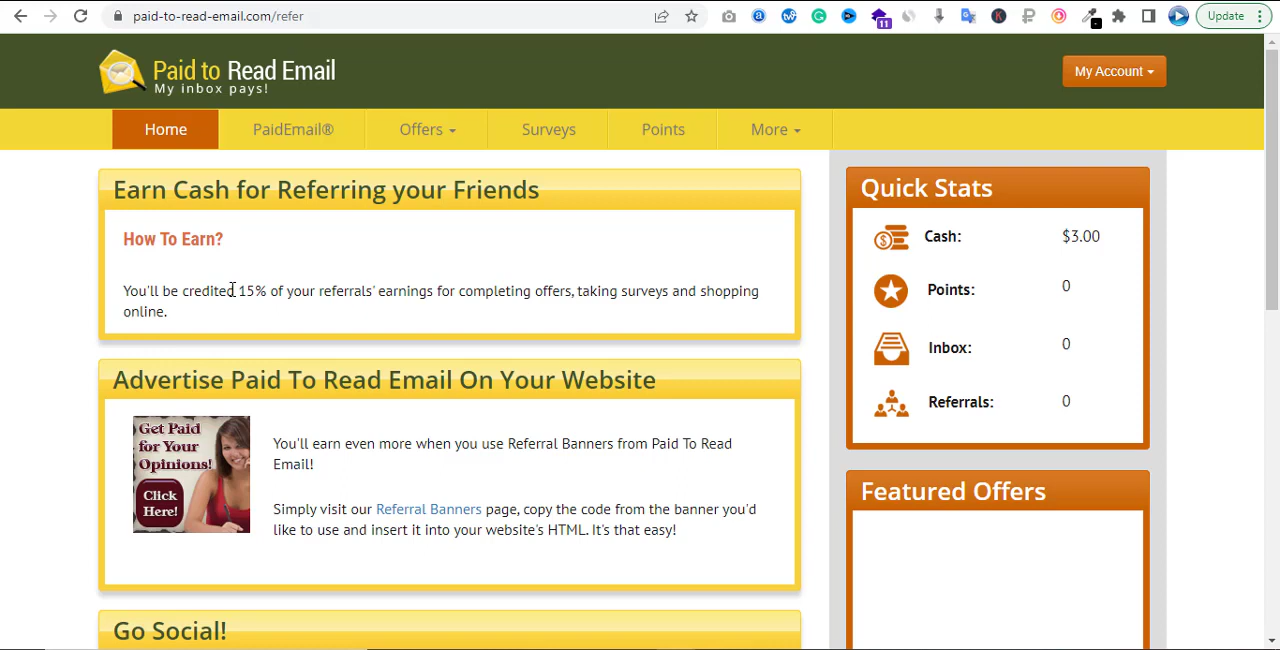 paid-to-read-email.com/refer
11
Update
Paid to Read Email
My inbox pays!
My Account
Home
PaidEmail®
Offers
Surveys
Points
More
Earn Cash for Referring your Friends
How To Earn?
You'll be credited 15% of your referrals' earnings for completing offers, taking surveys and shopping
online.
Advertise Paid To Read Email On Your Website
Get Paid
for Your
Opinions!
Click
Here!
You'll earn even more when you use Referral Banners from Paid To Read
Email!
Simply visit our Referral Banners page, copy the code from the banner you'd
like to use and insert it into your website's HTML. It's that easy!
Go Social!
Quick Stats
Cash: $3.00
Points: 0
Inbox: 0
Referrals: 0
Featured Offers